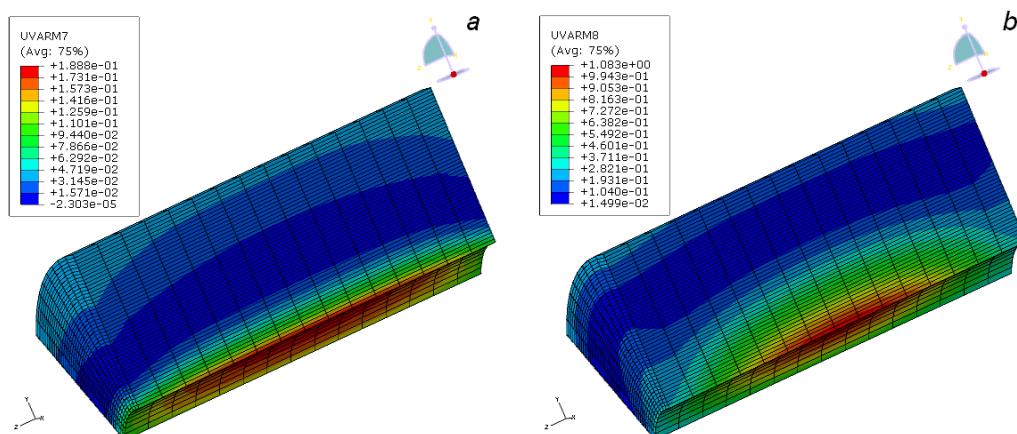 a
UVARM7
(Avg: 75%)
+1.888e-01
+1.731e-01
+1.573e-01
+1.416e-01
+1.259e-01
+1.101e-01
+9.440e-02
+7.866e-02
+6.292e-02
+4.719e-02
+3.145e-02
+1.571e-02
-2.303e-05
Y
X
Z
b
UVARM8
(Avg: 75%)
+1.083e+00
+9.943e-01
+9.053e-01
+8.163e-01
+7.272e-01
+6.382e-01
+5.492e-01
+4.601e-01
+3.711e-01
+2.821e-01
+1.931e-01
+1.040e-01
+1.499e-02
Y
X
Z